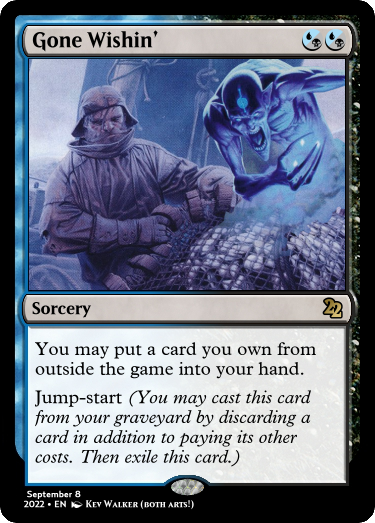 Gone Wishin'
Sorcery
22
You may put a card you own from
outside the game into your hand.
Jump-start (You may cast this card
from your graveyard by discarding a
card in addition to paying its other
costs. Then exile this card.)
September 8
2022 • EN Kev Walker (both arts!)